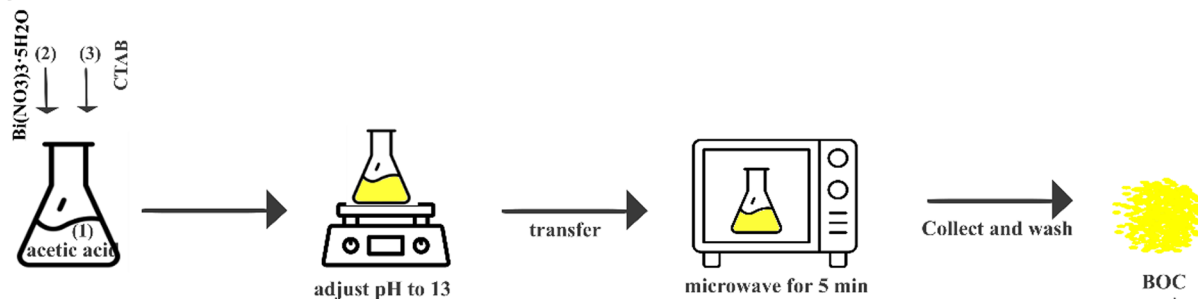 Bi(NO3)3·5H2O
(2)
(3)
CTAB
(1)
acetic acid
adjust pH to 13
transfer
microwave for 5 min
Collect and wash
BOC